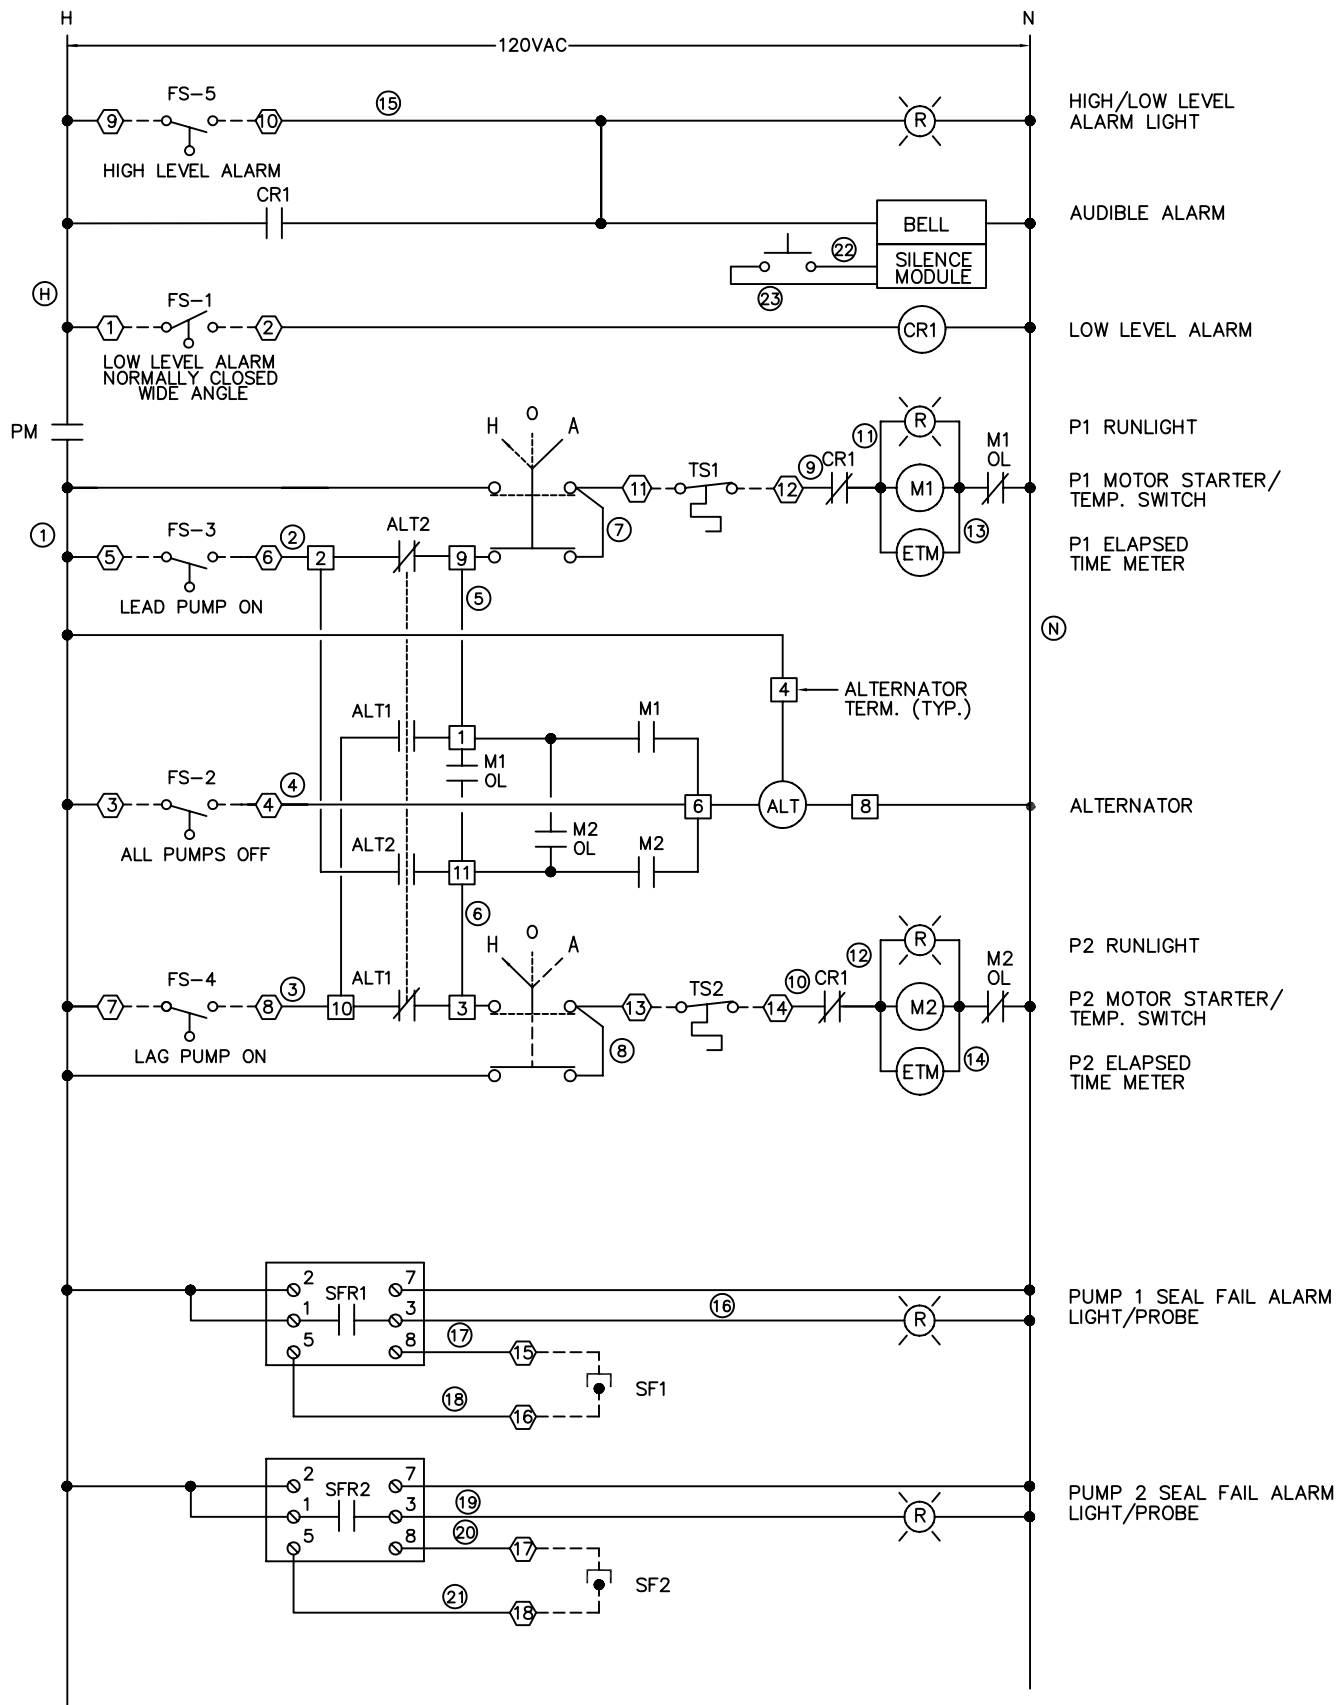 H N
120VAC
FS-5 15
9 10 R HIGH/LOW LEVEL
ALARM LIGHT
HIGH LEVEL ALARM
CR1
BELL AUDIBLE ALARM
22 SILENCE
MODULE
23
H
FS-1
1 2 CR1 LOW LEVEL ALARM
LOW LEVEL ALARM
NORMALLY CLOSED
WIDE ANGLE
PM
H O A
R P1 RUNLIGHT
11 M1
OL
11 TS1 12 9 CR1 M1 P1 MOTOR STARTER/
TEMP. SWITCH
7 13
1 FS-3 2 ALT2
5 6 2 9 ETM P1 ELAPSED
TIME METER
LEAD PUMP ON
5
N
4 ALTERNATOR
TERM. (TYP.)
ALT1 1 M1
M1
OL
FS-2 4
3 4 6 ALT 8 ALTERNATOR
M2
OL
ALL PUMPS OFF
ALT2 11 M2
6
H O A
R P2 RUNLIGHT
12 M2
OL
FS-4 3 ALT1
7 8 10 3 13 TS2 14 10 CR1 M2 P2 MOTOR STARTER/
TEMP. SWITCH
LAG PUMP ON
8 14
ETM P2 ELAPSED
TIME METER
2 7
SFR1
1 3 16 R PUMP 1 SEAL FAIL ALARM
LIGHT/PROBE
5 8 17 15
SF1
18 16
2 7
SFR2
1 3 19 R PUMP 2 SEAL FAIL ALARM
LIGHT/PROBE
5 8 20 17
SF2
21 18